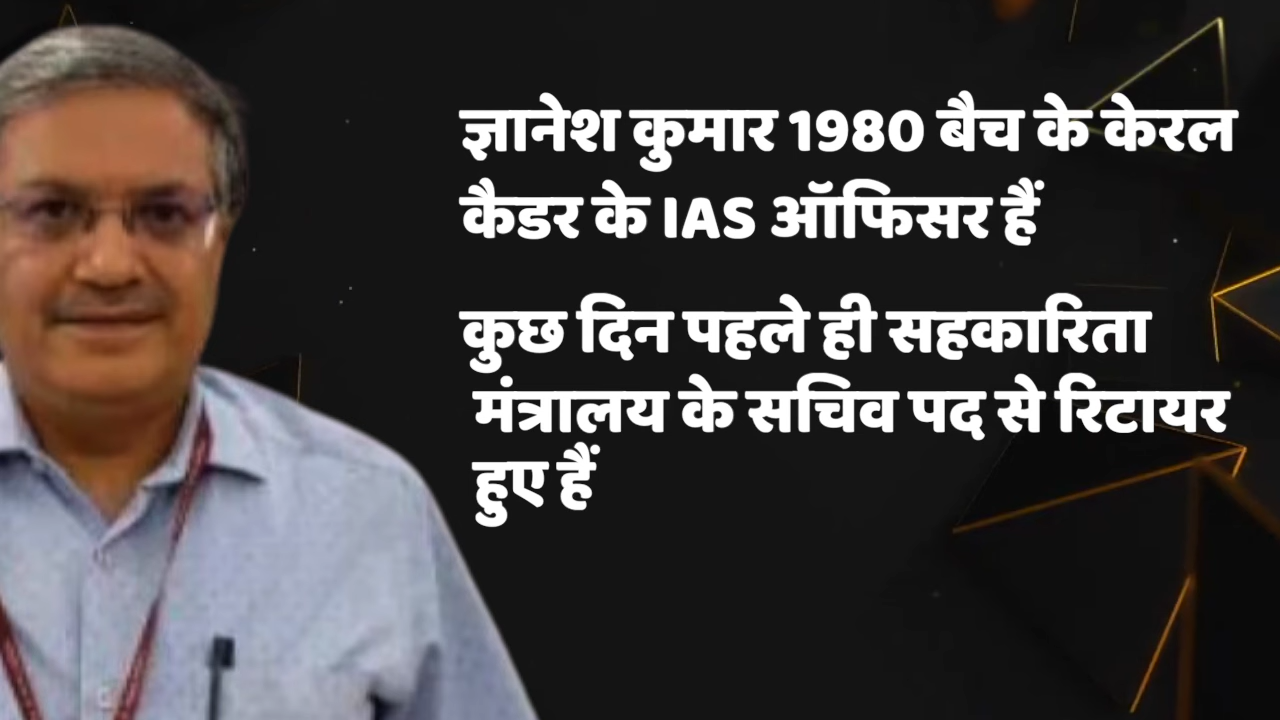 ज्ञानेश कुमार 1980 बैच के केरल
कैडर के IAS ऑफिसर हैं
कुछ दिन पहले ही सहकारिता
मंत्रालय के सचिव पद से रिटायर
हुए हैं